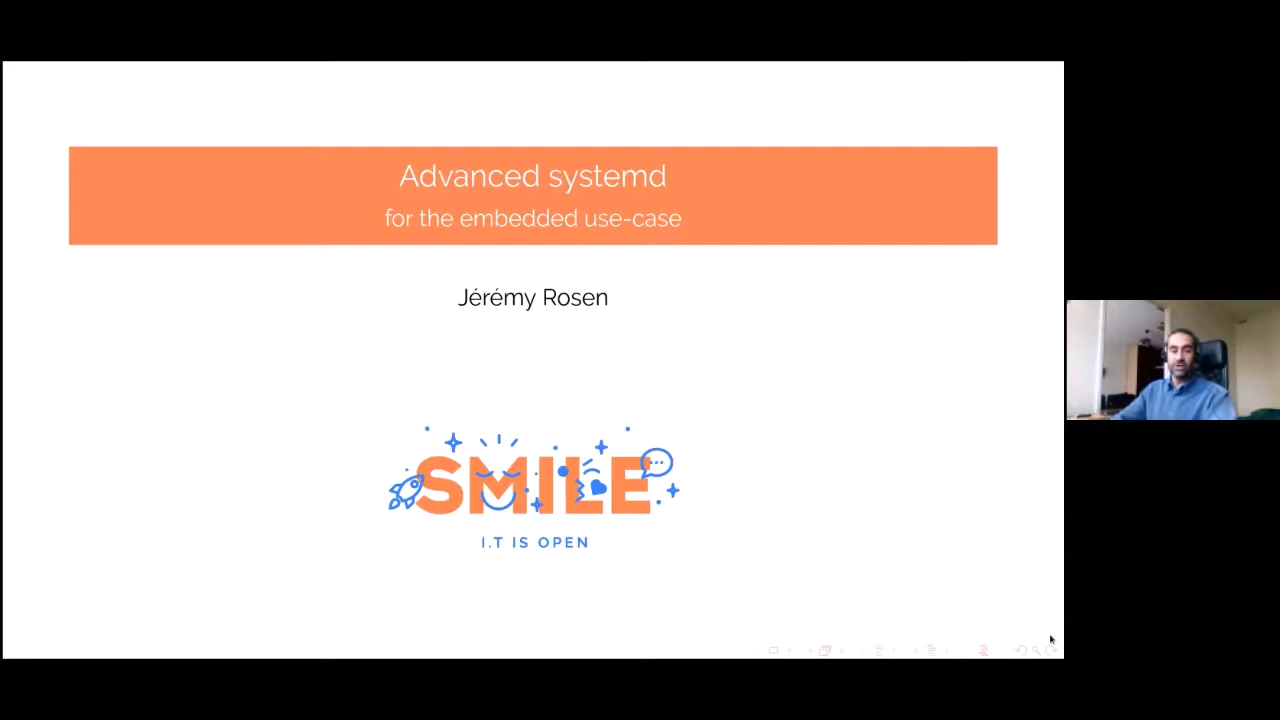 Advanced systemd
for the embedded use-case
Jérémy Rosen
SMILE
I.T IS OPEN